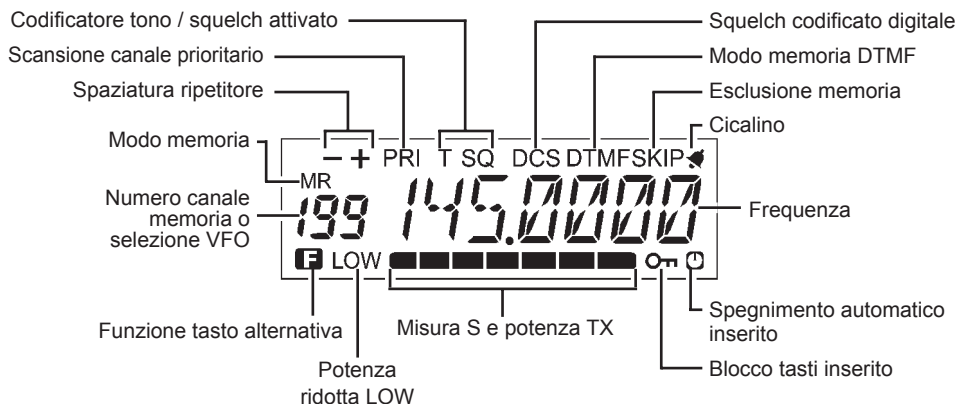 Codificatore tono / squelch attivato
Squelch codificato digitale
Scansione canale prioritario
Modo memoria DTMF
Spaziatura ripetitore
Esclusione memoria
Modo memoria
Cicalino
− + PRI T SQ DCS DTMFSKIP
MR
Numero canale
memoria o
selezione VFO
199 145.0000
Frequenza
F LOW
Funzione tasto alternativa
Misura S e potenza TX
Spegnimento automatico
inserito
Potenza
ridotta LOW
Blocco tasti inserito